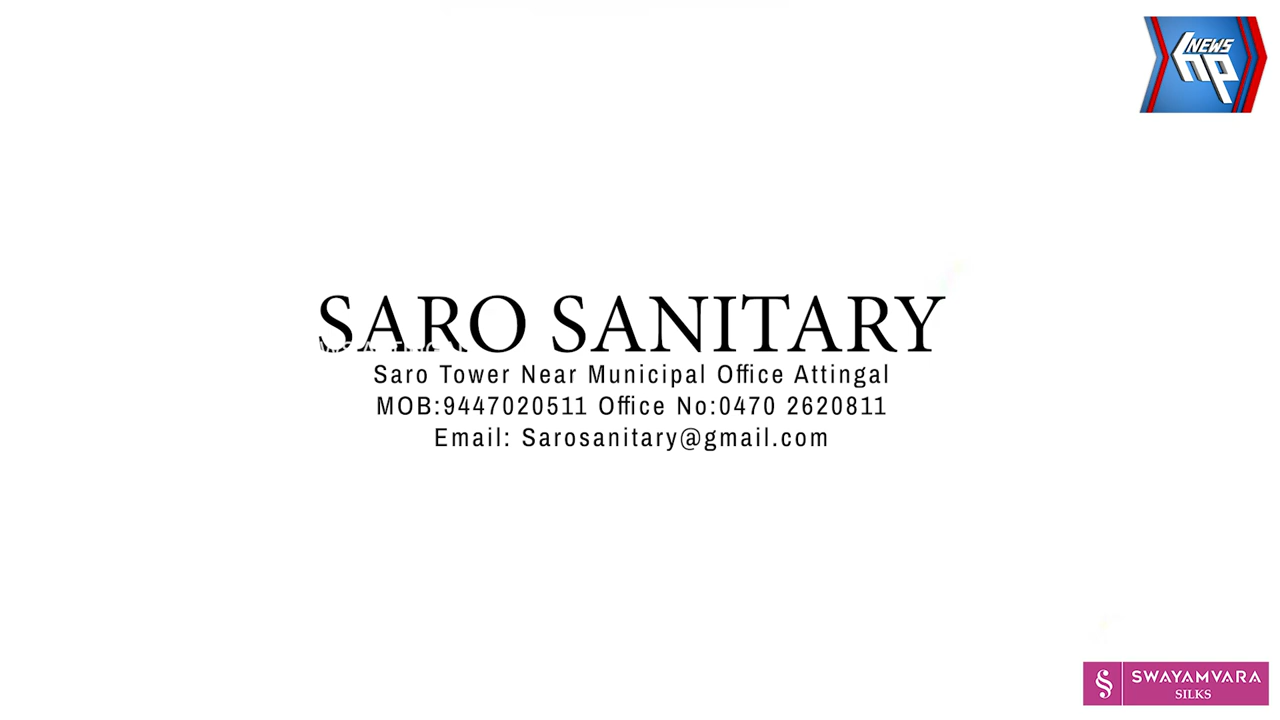 NEWS
hp
SARO SANITARY
Saro Tower Near Municipal Office Attingal
MOB:9447020511 Office No:0470 2620811
Email: Sarosanitary@gmail.com
SWAYAMVARA
SILKS